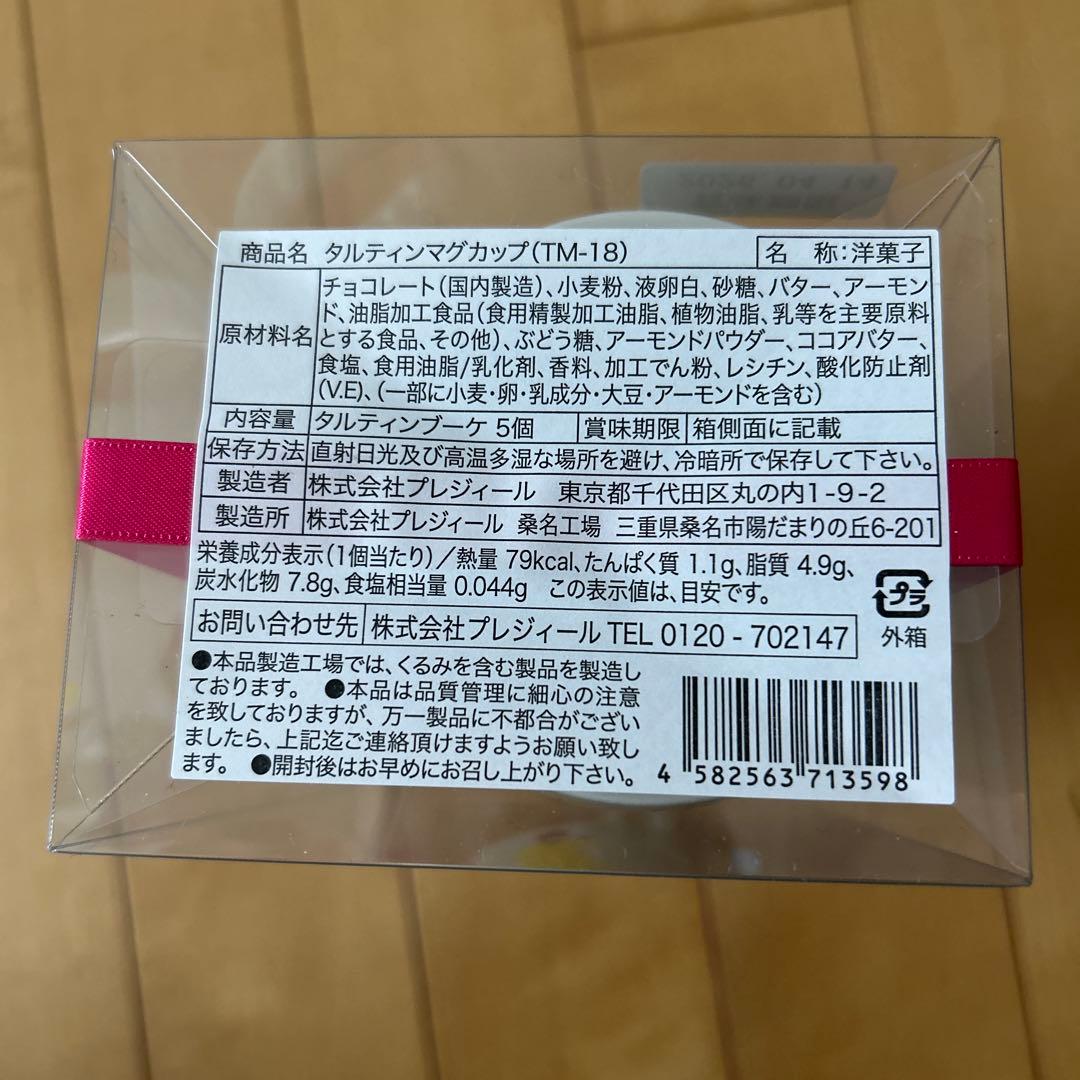 商品名 タルティンマグカップ(TM-18) 名 称:洋菓子
原材料名
チョコレート(国内製造)、小麦粉、液卵白、砂糖、バター、アーモン
ド、油脂加工食品(食用精製加工油脂、植物油脂、乳等を主要原料
とする食品、その他)、ぶどう糖、アーモンドパウダー、ココアバター、
食塩、食用油脂/乳化剤、香料、加工でん粉、レシチン、酸化防止剤
(V.E)、(一部に小麦・卵・乳成分・大豆・アーモンドを含む)
内容量 タルティンブーケ 5個 賞味期限 箱側面に記載
保存方法 直射日光及び高温多湿な場所を避け、冷暗所で保存して下さい。
製造者 株式会社プレジィール 東京都千代田区丸の内1-9-2
製造所 株式会社プレジィール 桑名工場 三重県桑名市陽だまりの丘6-201
栄養成分表示(1個当たり)/熱量 79kcal、たんぱく質 1.1g、脂質 4.9g、
炭水化物 7.8g、食塩相当量 0.044g この表示値は、目安です。
プラ
外箱
お問い合わせ先 株式会社プレジィール TEL 0120-702147
●本品製造工場では、くるみを含む製品を製造し
ております。 ●本品は品質管理に細心の注意
を致しておりますが、万一製品に不都合がござい
ましたら、上記迄ご連絡頂けますようお願い致し
ます。 ●開封後はお早めにお召し上がり下さい。
4 582563 713598